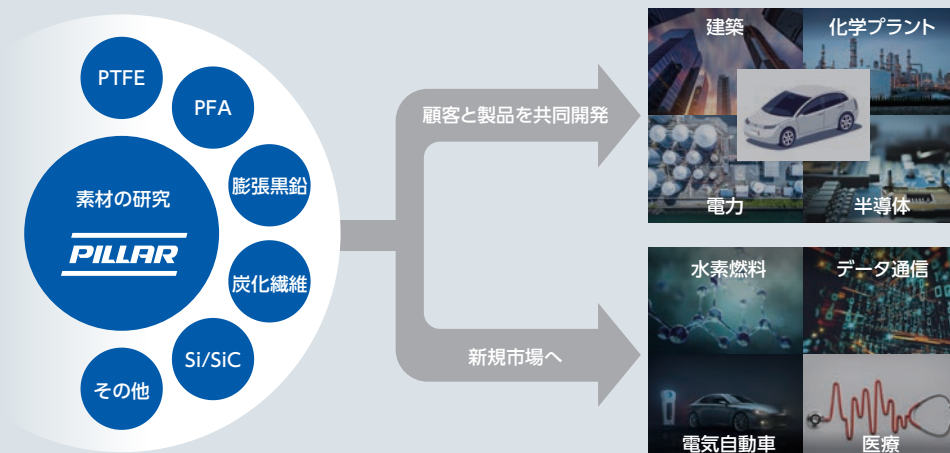 素材の研究
PILLAR
PTFE
PFA
膨張黒鉛
炭化繊維
Si/SiC
その他
顧客と製品を共同開発
新規市場へ
建築
化学プラント
電力
半導体
水素燃料
データ通信
電気自動車
医療